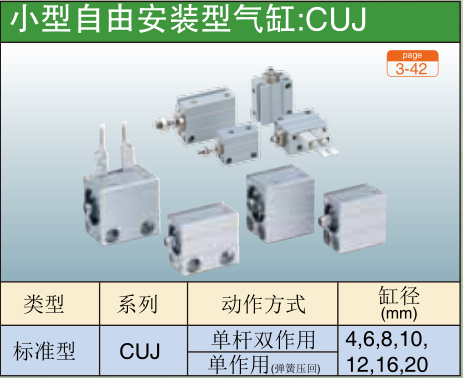 小型自由安装型气缸:CUJ
page
3-42
类型 系列 动作方式 缸径
(mm)
标准型 CUJ 单杆双作用 4,6,8,10,
单作用(弹簧压回) 12,16,20